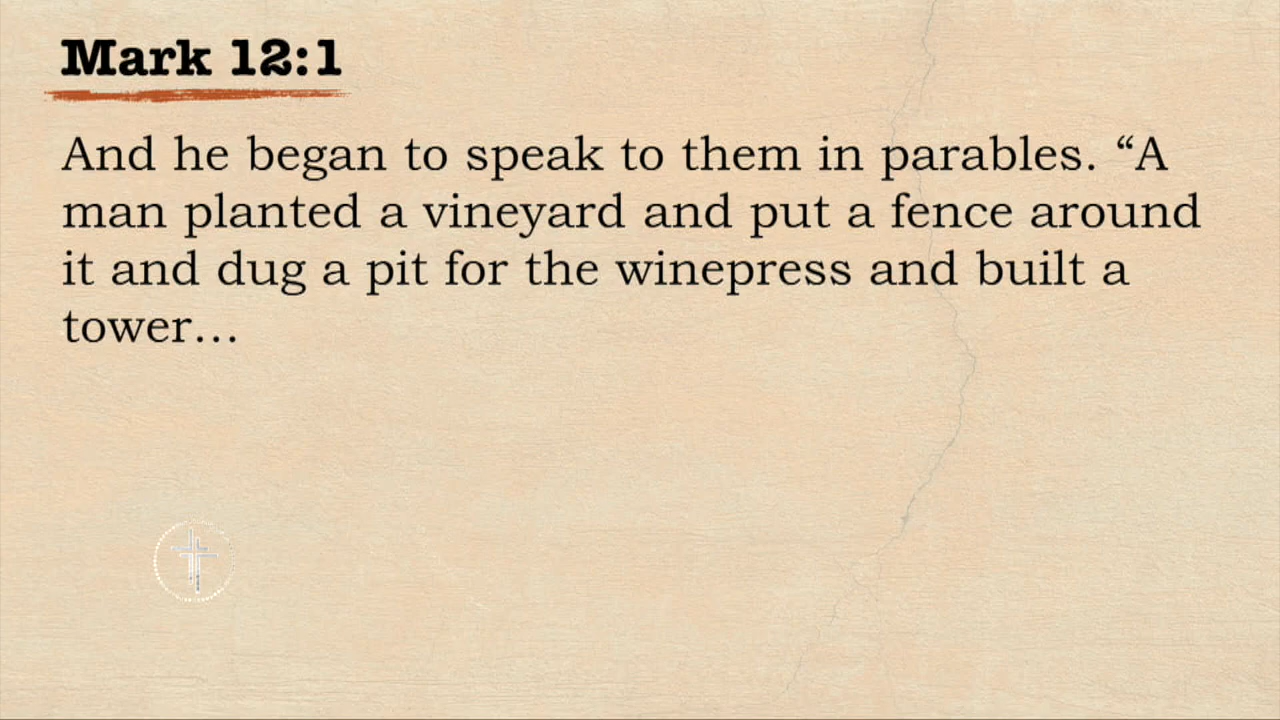 Mark 12:1
And he began to speak to them in parables. “A
man planted a vineyard and put a fence around
it and dug a pit for the winepress and built a
tower…